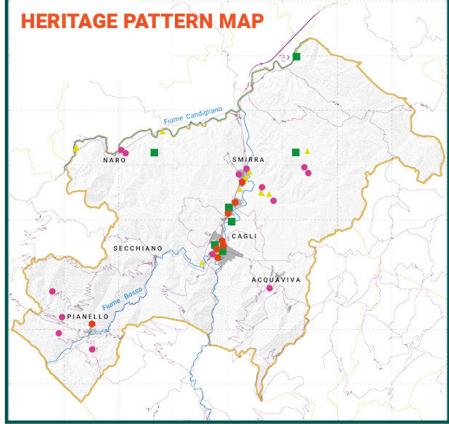 HERITAGE PATTERN MAP
Fiume Candigliano
NARO
SMIRRA
CAGLI
SECCHIANO
ACQUAVIVA
Fiume Bosso
PIANELLO